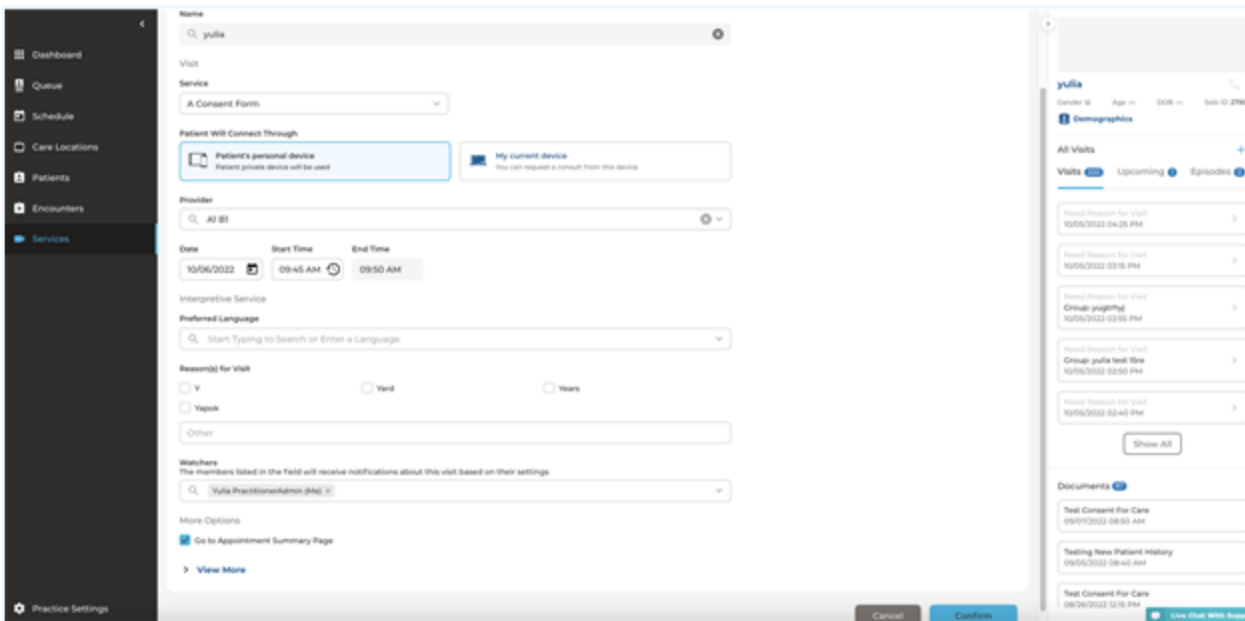 Dashboard
Queue
Schedule
Care Locations
Patients
Encounters
Services
Practice Settings
Name
yulia
Visit
Service
A Consent Form
Patient Will Connect Through
Patient's personal device
Patient private device will be used
My current device
You can request a consult from this device
Provider
A1 B1
Date Start Time End Time
10/06/2022 09:45 AM 09:50 AM
Interpretive Service
Preferred Language
Start Typing to Search or Enter a Language
Reason(s) for Visit
Y Yard Years
Yapok
Other
Watchers
The members listed in the field will receive notifications about this visit based on their settings
Yulia PractitionerAdmin (Me) ×
More Options
Go to Appointment Summary Page
View More
Cancel Confirm
yulia
Gender U Age -- DOB -- Solo ID
Demographics
All Visits +
Visits Upcoming Episodes
Need Reason for Visit
10/05/2022 04:25 PM
Need Reason for Visit
10/05/2022 03:15 PM
Need Reason for Visit
Group:
10/05/2022 02:55 PM
Need Reason for Visit
Group: yulia test 15re
10/05/2022 02:50 PM
Need Reason for Visit
10/05/2022 02:40 PM
Show All
Documents
Test Consent For Care
09/07/2022 08:50 AM
Testing New Patient History
09/05/2022 08:40 AM
Test Consent For Care
08/26/2022 12:15 PM
Live Chat With